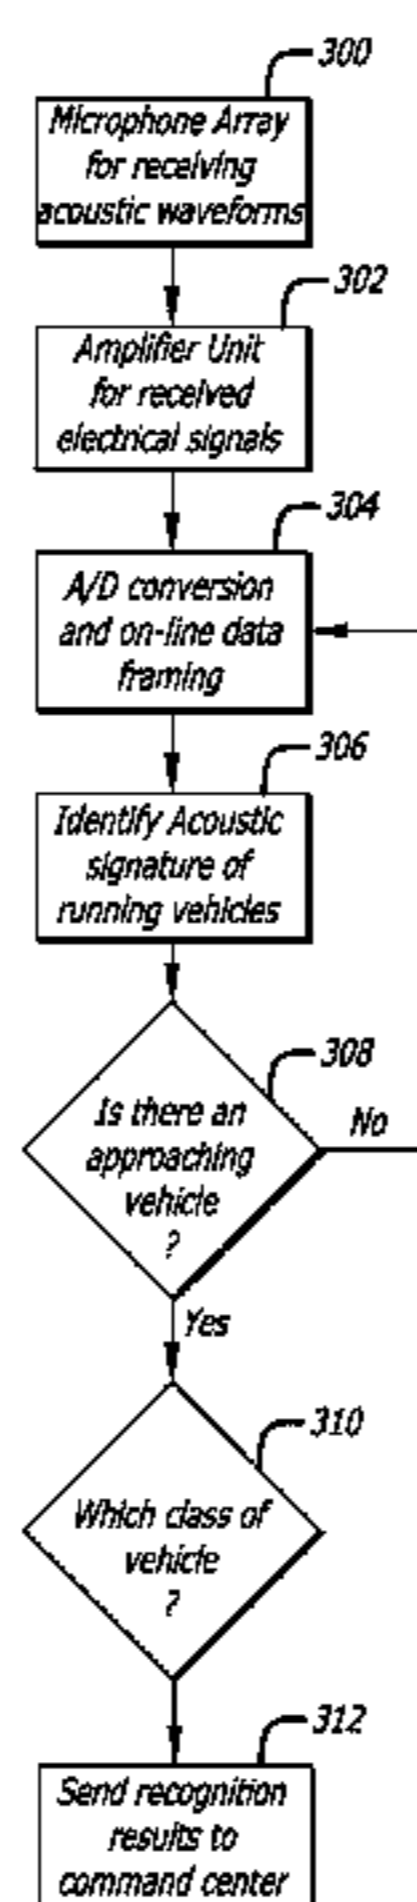 300
Microphone Array
for receiving
acoustic waveforms
302
Amplifier Unit
for received
electrical signals
304
A/D conversion
and on-line data
framing
306
Identify Acoustic
signature of
running vehicles
308
Is there an
approaching
vehicle
?
No
Yes
310
Which class of
vehicle
?
312
Send recognition
results to
command center